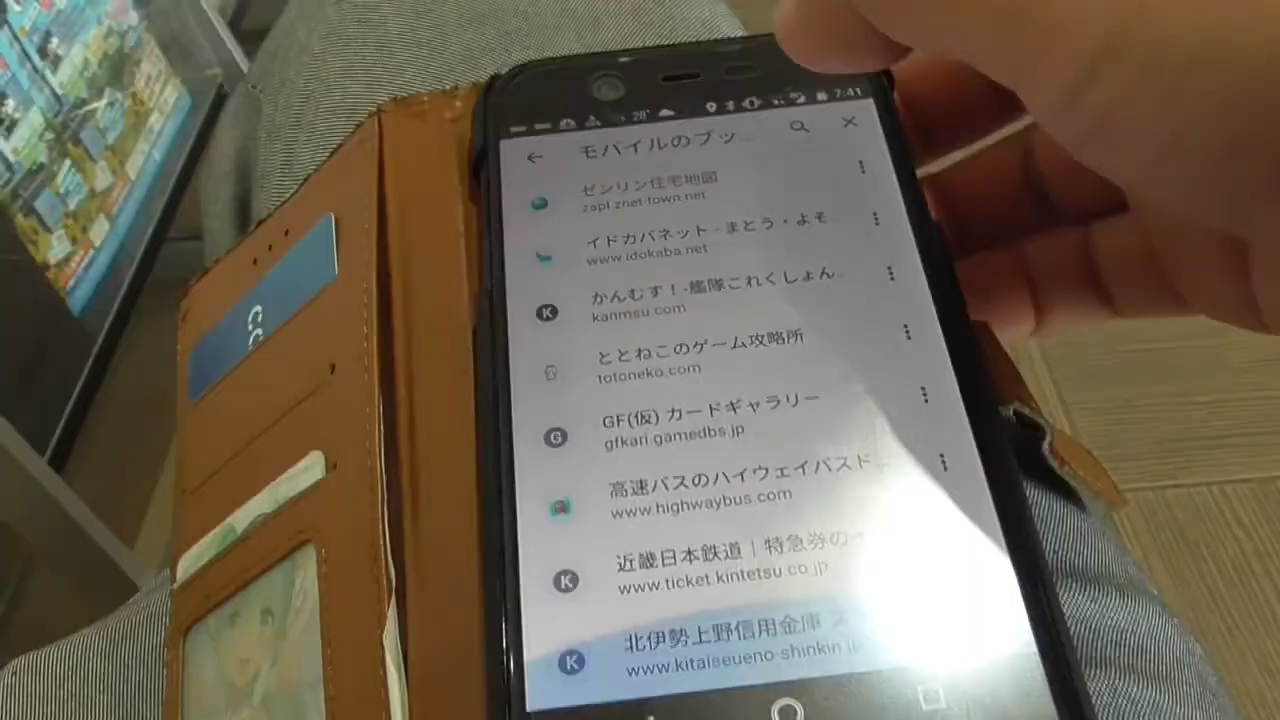 28°
7:41
モバイルのブッ…
ゼンリン住宅地図
zspl.znet-town.net
イドカバネット - まとう・よそ
www.idokaba.net
かんむす！-艦隊これくしょん…
kanmsu.com
ととねこのゲーム攻略所
totoneko.com
GF(仮) カードギャラリー
gfkari.gamedbs.jp
高速バスのハイウェイバスド…
www.highwaybus.com
近畿日本鉄道｜特急券の
www.ticket.kintetsu.co.jp
北伊勢上野信用金庫
www.kitaiseueno-shinkin
K
G
K
K